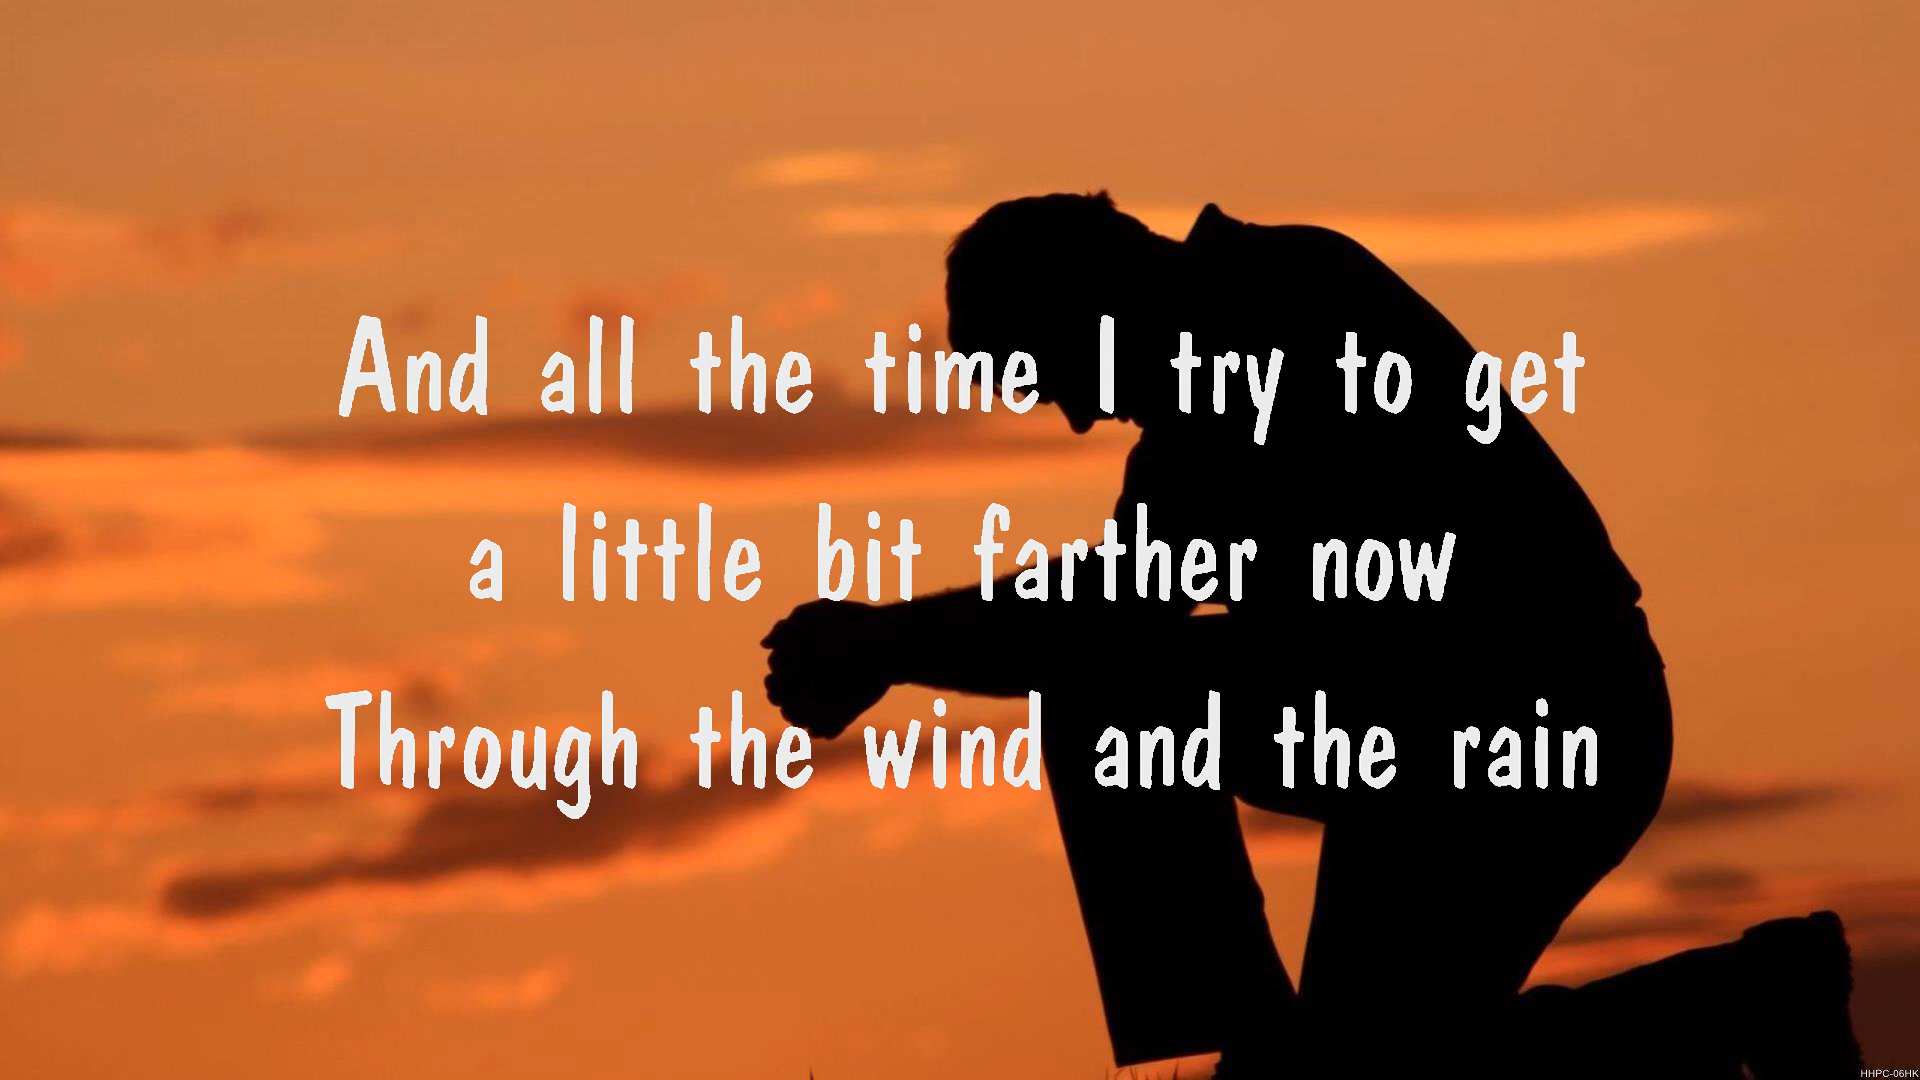 And all the time I try to get
a little bit farther now
Through the wind and the rain
HHPC-06HK